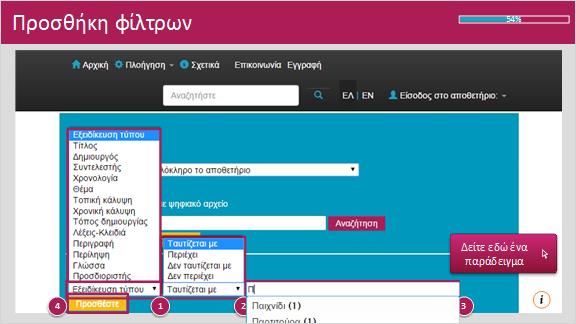 Προσθήκη φίλτρων
54%
Αρχική Πλοήγηση Σχετικά Επικοινωνία Εγγραφή
Αναζητήστε
ΕΛ | EN
Είσοδος στο αποθετήριο:
Εξειδίκευση τύπου
Τίτλος
Δημιουργός
Συντελεστής
Χρονολογία
Θέμα
Τοπική κάλυψη
Χρονική κάλυψη
Τόπος δημιουργίας
Λέξεις-Κλειδιά
Περιγραφή
Περίληψη
Γλώσσα
Προσδιοριστής
λόκληρο το αποθετήριο
με ψηφιακό αρχείο
Αναζήτηση
Ταυτίζεται με
Περιέχει
Δεν ταυτίζεται με
Δεν περιέχει
Δείτε εδώ ένα
παράδειγμα
Εξειδίκευση τύπου
Ταυτίζεται με
Π
4
Προσθέστε
1
2
3
Παιχνίδι (1)
Παρτιτούρα (1)
i